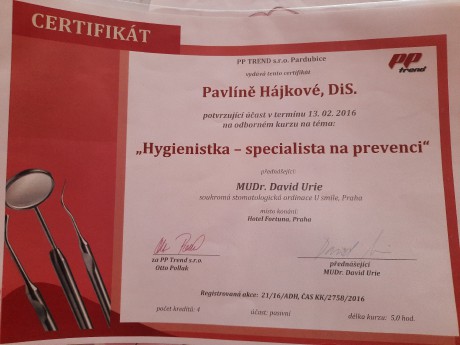 CERTIFIKÁT
PP TREND s.r.o. Pardubice
vydává tento certifikát
pp
trend
Pavlíně Hájkové, DiS.
potvrzující účast v termínu 13. 02. 2016
na odborném kurzu na téma:
„Hygienistka – specialista na prevenci“
přednášející:
MUDr. David Urie
soukromá stomatologická ordinace U smile, Praha
místo konání:
Hotel Fortuna, Praha
za PP Trend s.r.o.
Otto Pollak
přednášející
MUDr. David Urie
Registrovaná akce: 21/16/ADH, ČAS KK/2758/2016
počet kreditů: 4
účast: pasivní
délka kurzu: 5,0 hod.